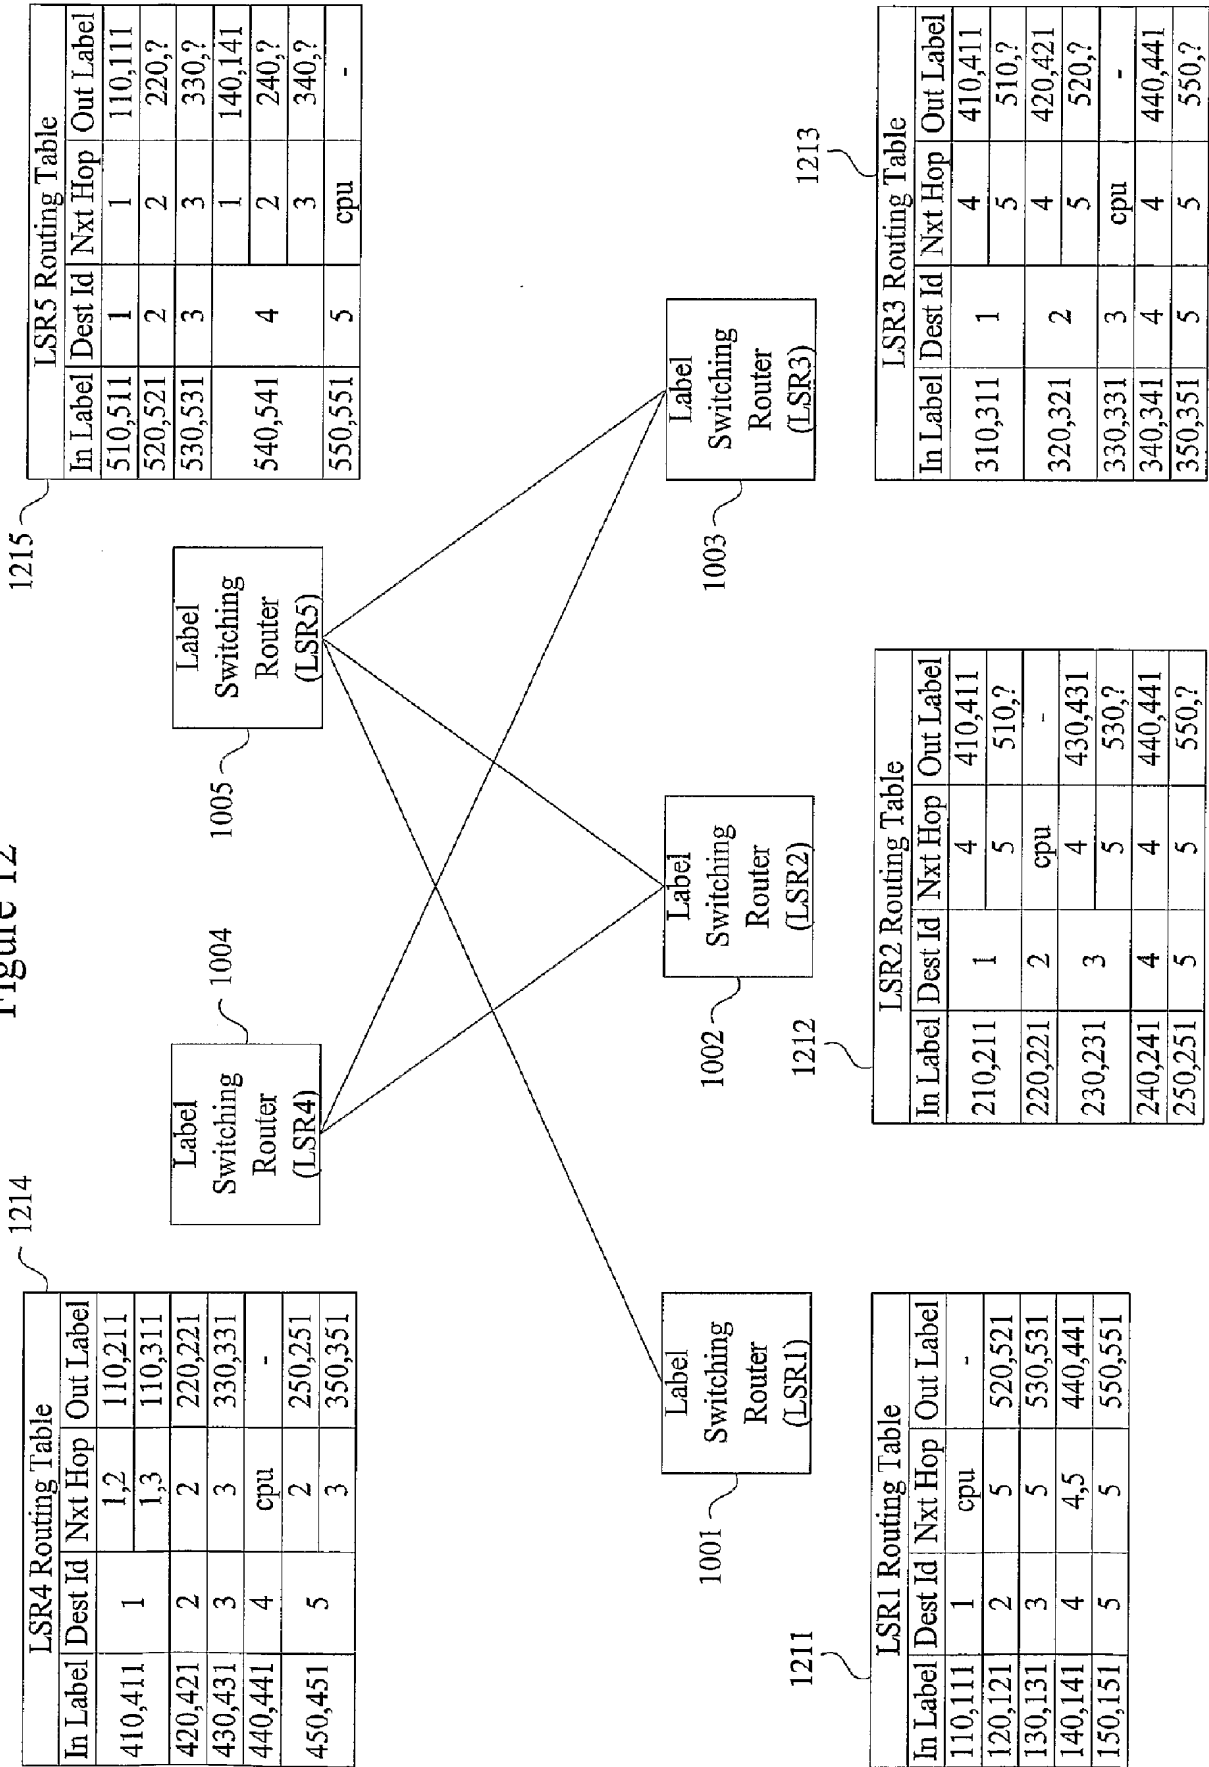 Figure 12
1214
LSR4 Routing Table
In Label Dest Id Nxt Hop Out Label
410,411 1 1,2 110,211
1,3 110,311
420,421 2 2 220,221
430,431 3 3 330,331
440,441 4 cpu -
450,451 5 2 250,251
3 350,351
1215
LSR5 Routing Table
In Label Dest Id Nxt Hop Out Label
510,511 1 1 110,111
520,521 2 2 220,?
530,531 3 3 330,?
540,541 4 1 140,141
2 240,?
3 340,?
550,551 5 cpu -
1004
Label
Switching
Router
(LSR4)
1005
Label
Switching
Router
(LSR5)
1001
Label
Switching
Router
(LSR1)
1002
Label
Switching
Router
(LSR2)
1003
Label
Switching
Router
(LSR3)
1211
LSR1 Routing Table
In Label Dest Id Nxt Hop Out Label
110,111 1 cpu -
120,121 2 5 520,521
130,131 3 5 530,531
140,141 4 4,5 440,441
150,151 5 5 550,551
1212
LSR2 Routing Table
In Label Dest Id Nxt Hop Out Label
210,211 1 4 410,411
5 510,?
220,221 2 cpu -
230,231 3 4 430,431
5 530,?
240,241 4 4 440,441
250,251 5 5 550,?
1213
LSR3 Routing Table
In Label Dest Id Nxt Hop Out Label
310,311 1 4 410,411
5 510,?
320,321 2 4 420,421
5 520,?
330,331 3 cpu -
340,341 4 4 440,441
350,351 5 5 550,?